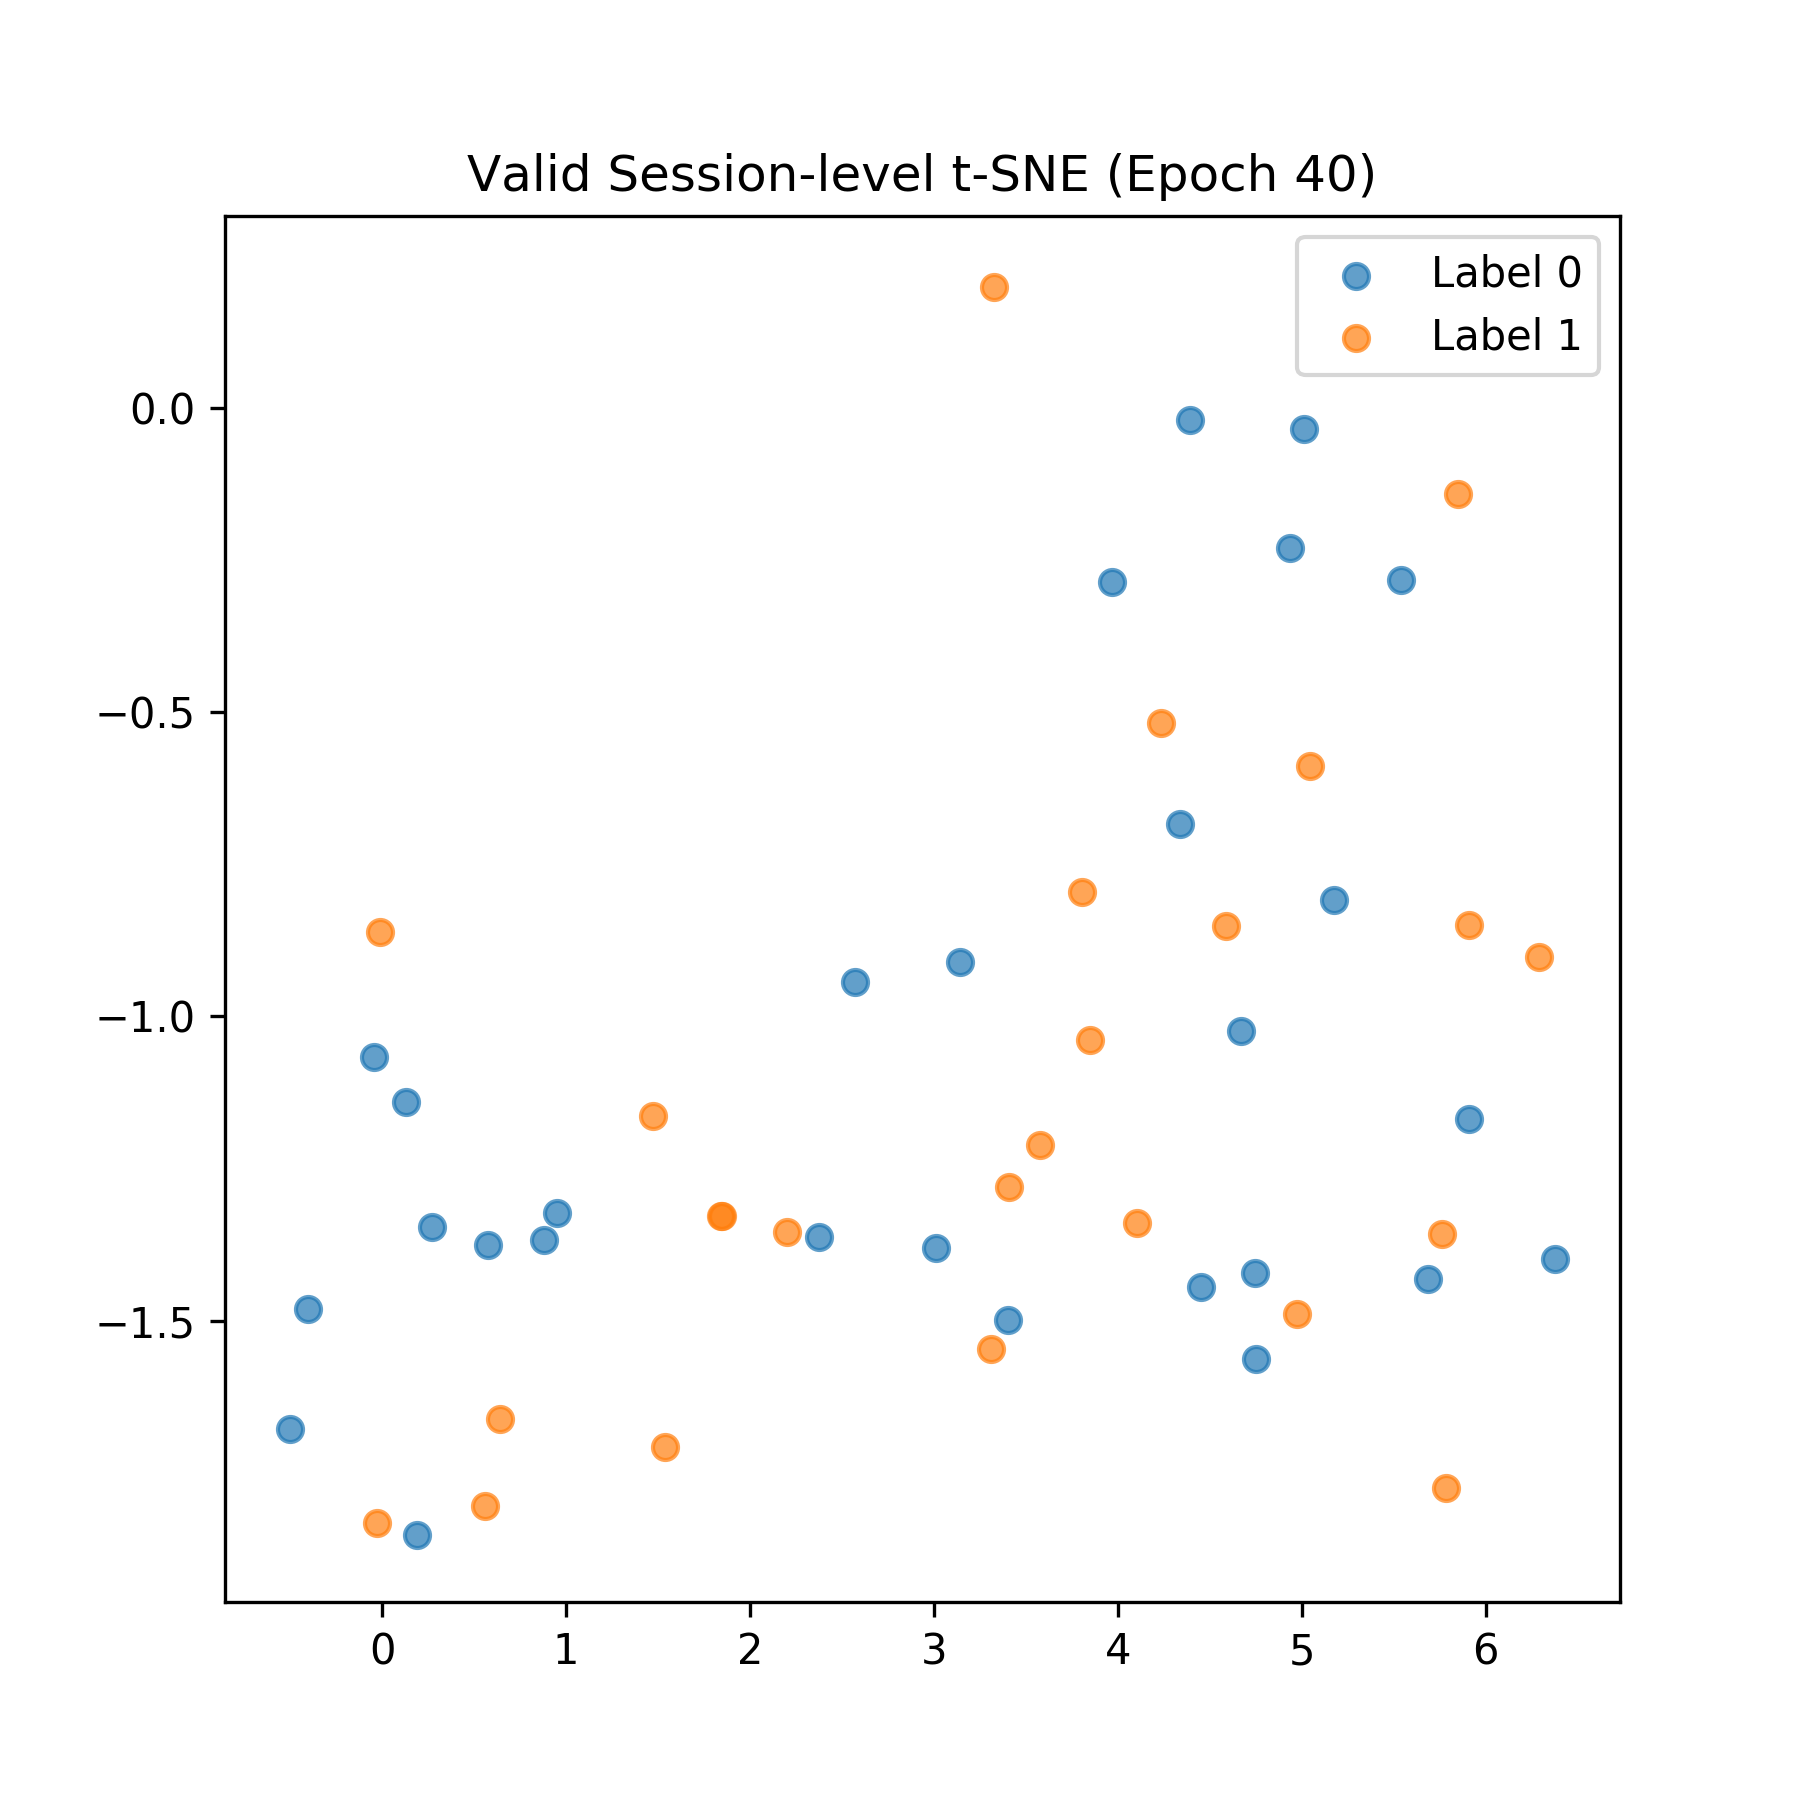 Valid Session-level t-SNE (Epoch 40)
Label 0
Label 1
0.0
−0.5
−1.0
−1.5
0 1 2 3 4 5 6